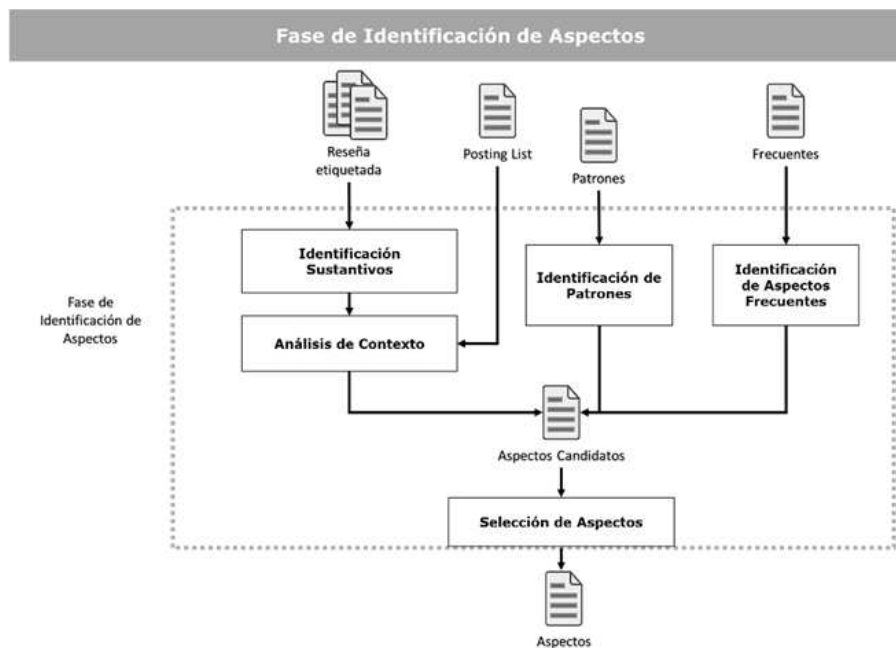 Fase de Identificación de Aspectos
Reseña
etiquetada
Posting List
Patrones
Frecuentes
Identificación
Sustantivos
Identificación de
Patrones
Identificación
de Aspectos
Frecuentes
Fase de
Identificación de
Aspectos
Análisis de Contexto
Aspectos Candidatos
Selección de Aspectos
Aspectos